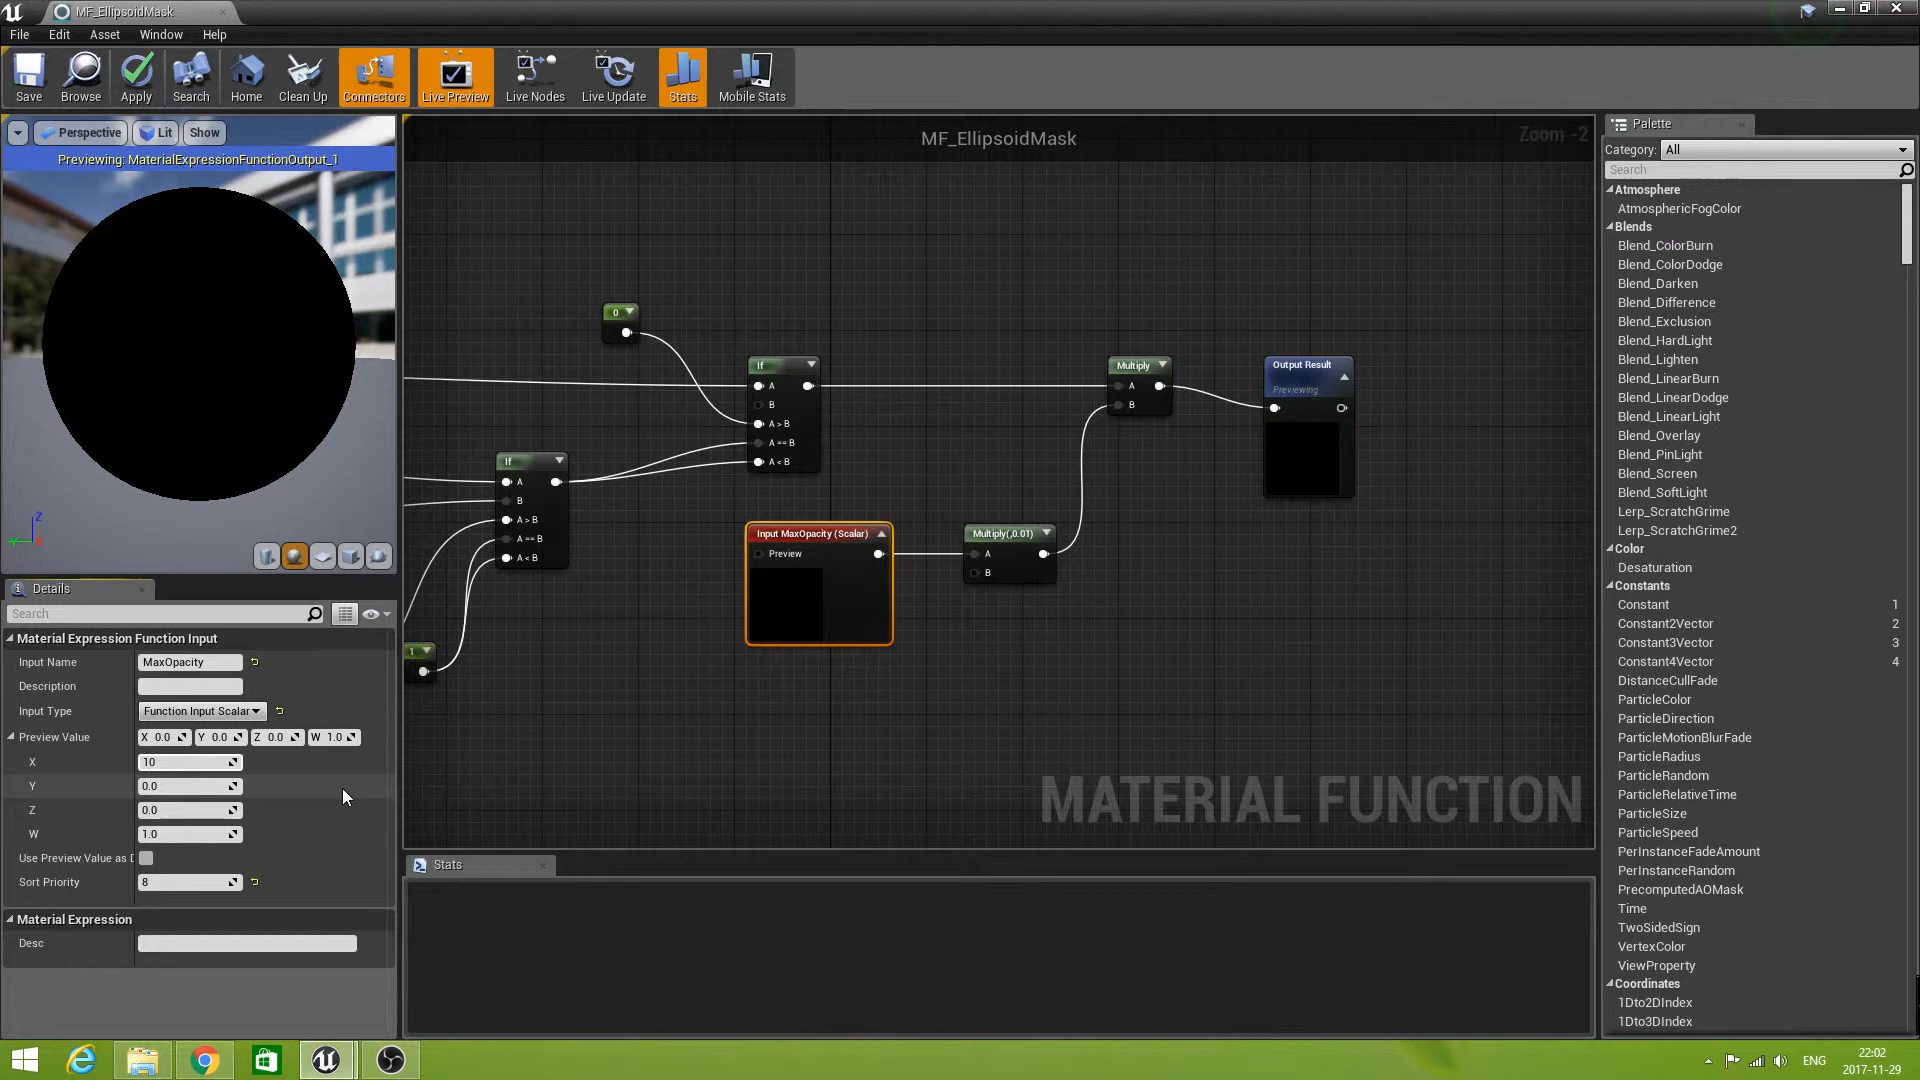 MF_EllipsoidMask
File Edit Asset Window Help
Save Browse Apply Search Home Clean Up Connectors Live Preview Live Nodes Live Update Stats Mobile Stats
Perspective Lit Show
Previewing: MaterialExpressionFunctionOutput_1
Z
Y
X
MF_EllipsoidMask
Zoom -2
0
If
A
B
A > B
A == B
A < B
If
A
B
A > B
A == B
A < B
1
Multiply
A
B
Output Result
Previewing
Input MaxOpacity (Scalar)
Preview
Multiply(,0.01)
A
B
MATERIAL FUNCTION
Stats
Details
Search
Material Expression Function Input
Input Name MaxOpacity
Description
Input Type Function Input Scalar
Preview Value X 0.0 Y 0.0 Z 0.0 W 1.0
X 10
Y 0.0
Z 0.0
W 1.0
Use Preview Value as D
Sort Priority 8
Material Expression
Desc
Palette
Category: All
Search
Atmosphere
AtmosphericFogColor
Blends
Blend_ColorBurn
Blend_ColorDodge
Blend_Darken
Blend_Difference
Blend_Exclusion
Blend_HardLight
Blend_Lighten
Blend_LinearBurn
Blend_LinearDodge
Blend_LinearLight
Blend_Overlay
Blend_PinLight
Blend_Screen
Blend_SoftLight
Lerp_ScratchGrime
Lerp_ScratchGrime2
Color
Desaturation
Constants
Constant 1
Constant2Vector 2
Constant3Vector 3
Constant4Vector 4
DistanceCullFade
ParticleColor
ParticleDirection
ParticleMotionBlurFade
ParticleRadius
ParticleRandom
ParticleRelativeTime
ParticleSize
ParticleSpeed
PerInstanceFadeAmount
PerInstanceRandom
PrecomputedAOMask
Time
TwoSidedSign
VertexColor
ViewProperty
Coordinates
1Dto2DIndex
1Dto3DIndex
ENG
22:02
2017-11-29